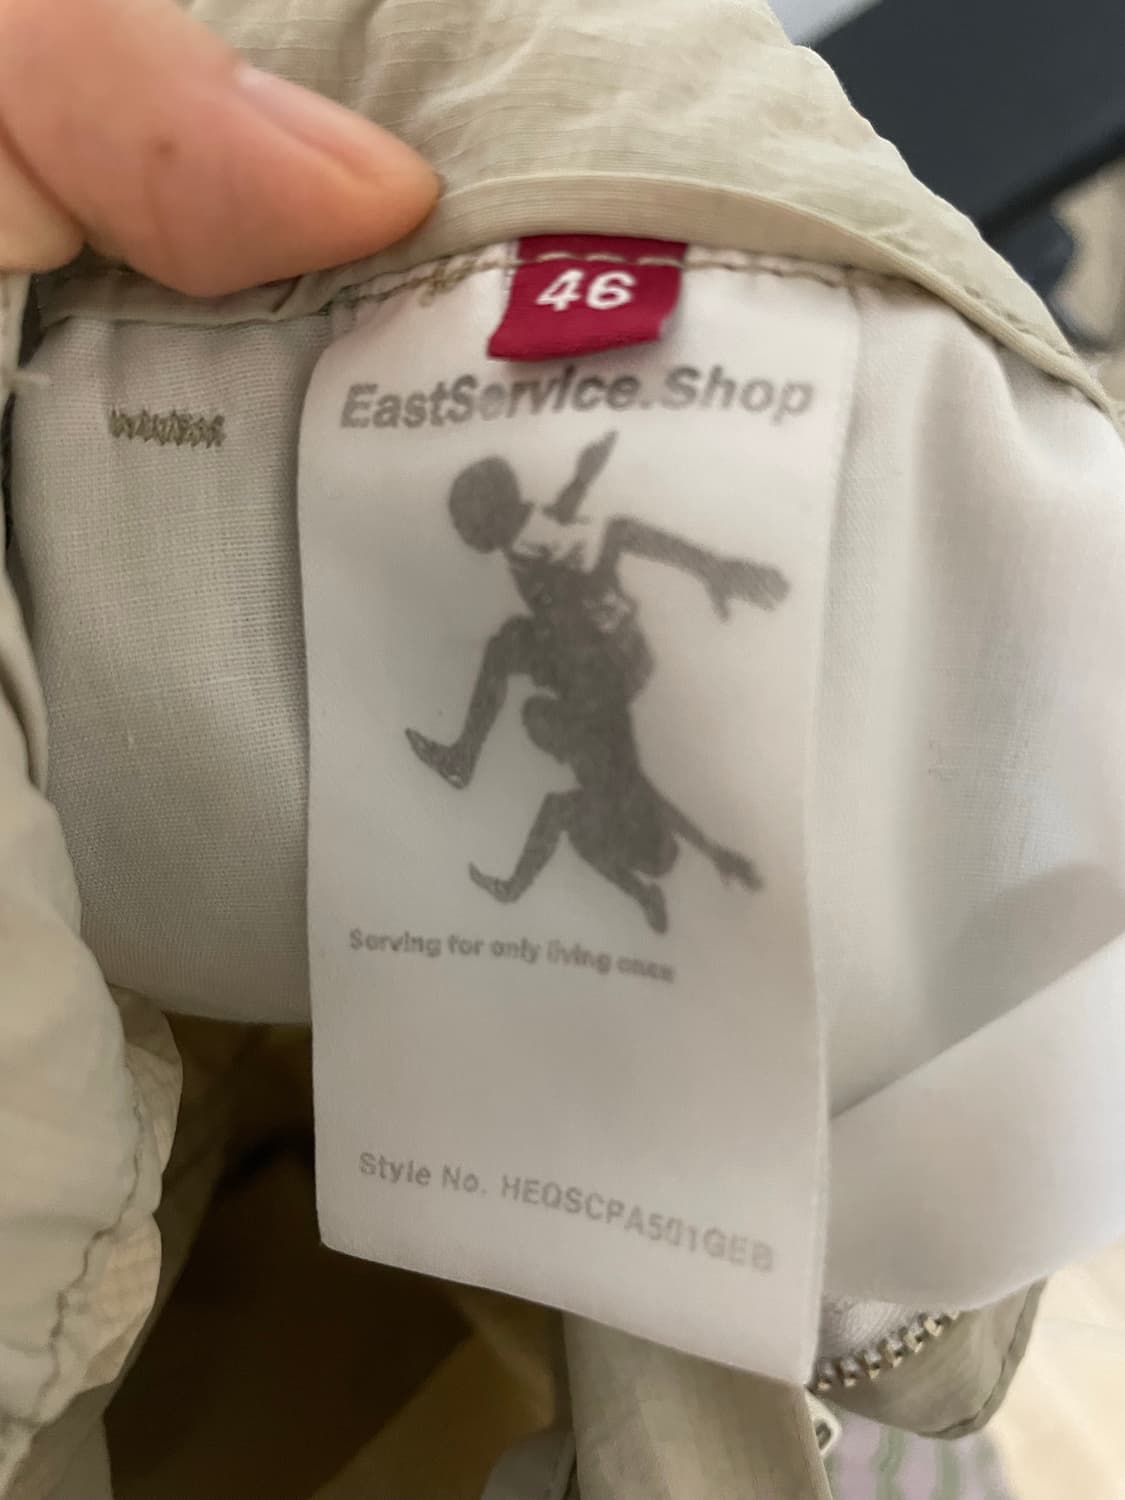 46
EastService.Shop
Serving for only living ones
Style No. HEQSCPA501GEB